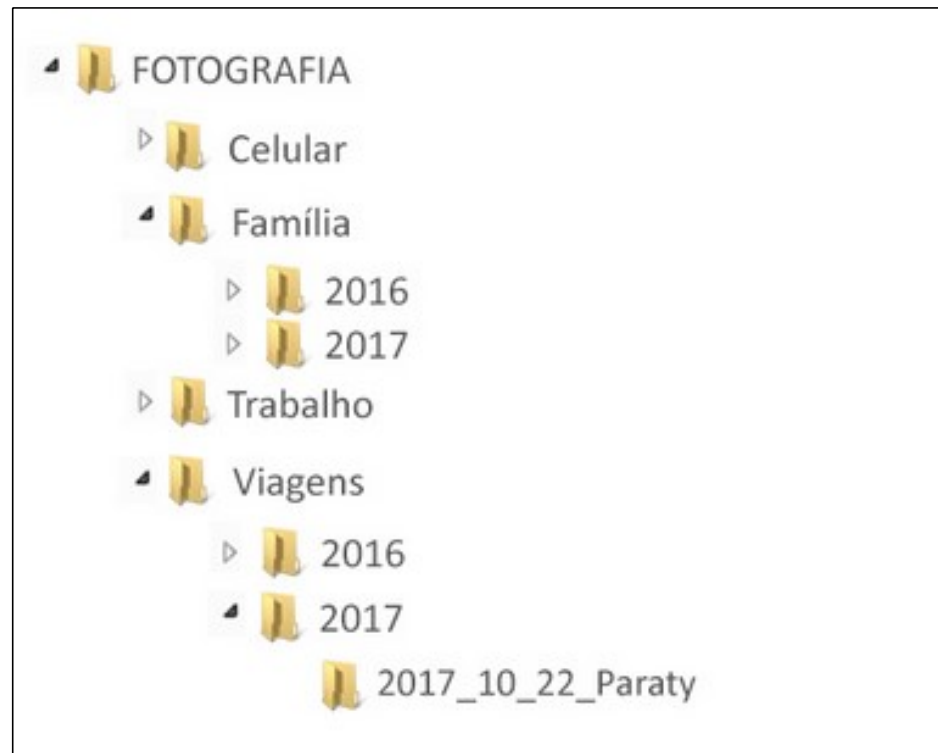 FOTOGRAFIA
Celular
Família
2016
2017
Trabalho
Viagens
2016
2017
2017_10_22_Paraty